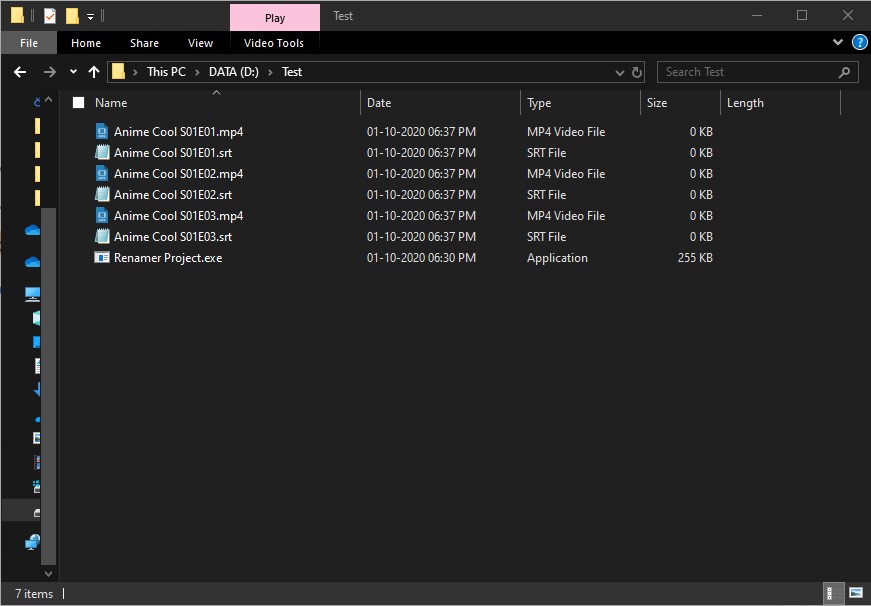 Play Test
File Home Share View Video Tools
This PC DATA (D:) Test Search Test
Name Date Type Size Length
Anime Cool S01E01.mp4 01-10-2020 06:37 PM MP4 Video File 0 KB
Anime Cool S01E01.srt 01-10-2020 06:37 PM SRT File 0 KB
Anime Cool S01E02.mp4 01-10-2020 06:37 PM MP4 Video File 0 KB
Anime Cool S01E02.srt 01-10-2020 06:37 PM SRT File 0 KB
Anime Cool S01E03.mp4 01-10-2020 06:37 PM MP4 Video File 0 KB
Anime Cool S01E03.srt 01-10-2020 06:37 PM SRT File 0 KB
Renamer Project.exe 01-10-2020 06:30 PM Application 255 KB
7 items